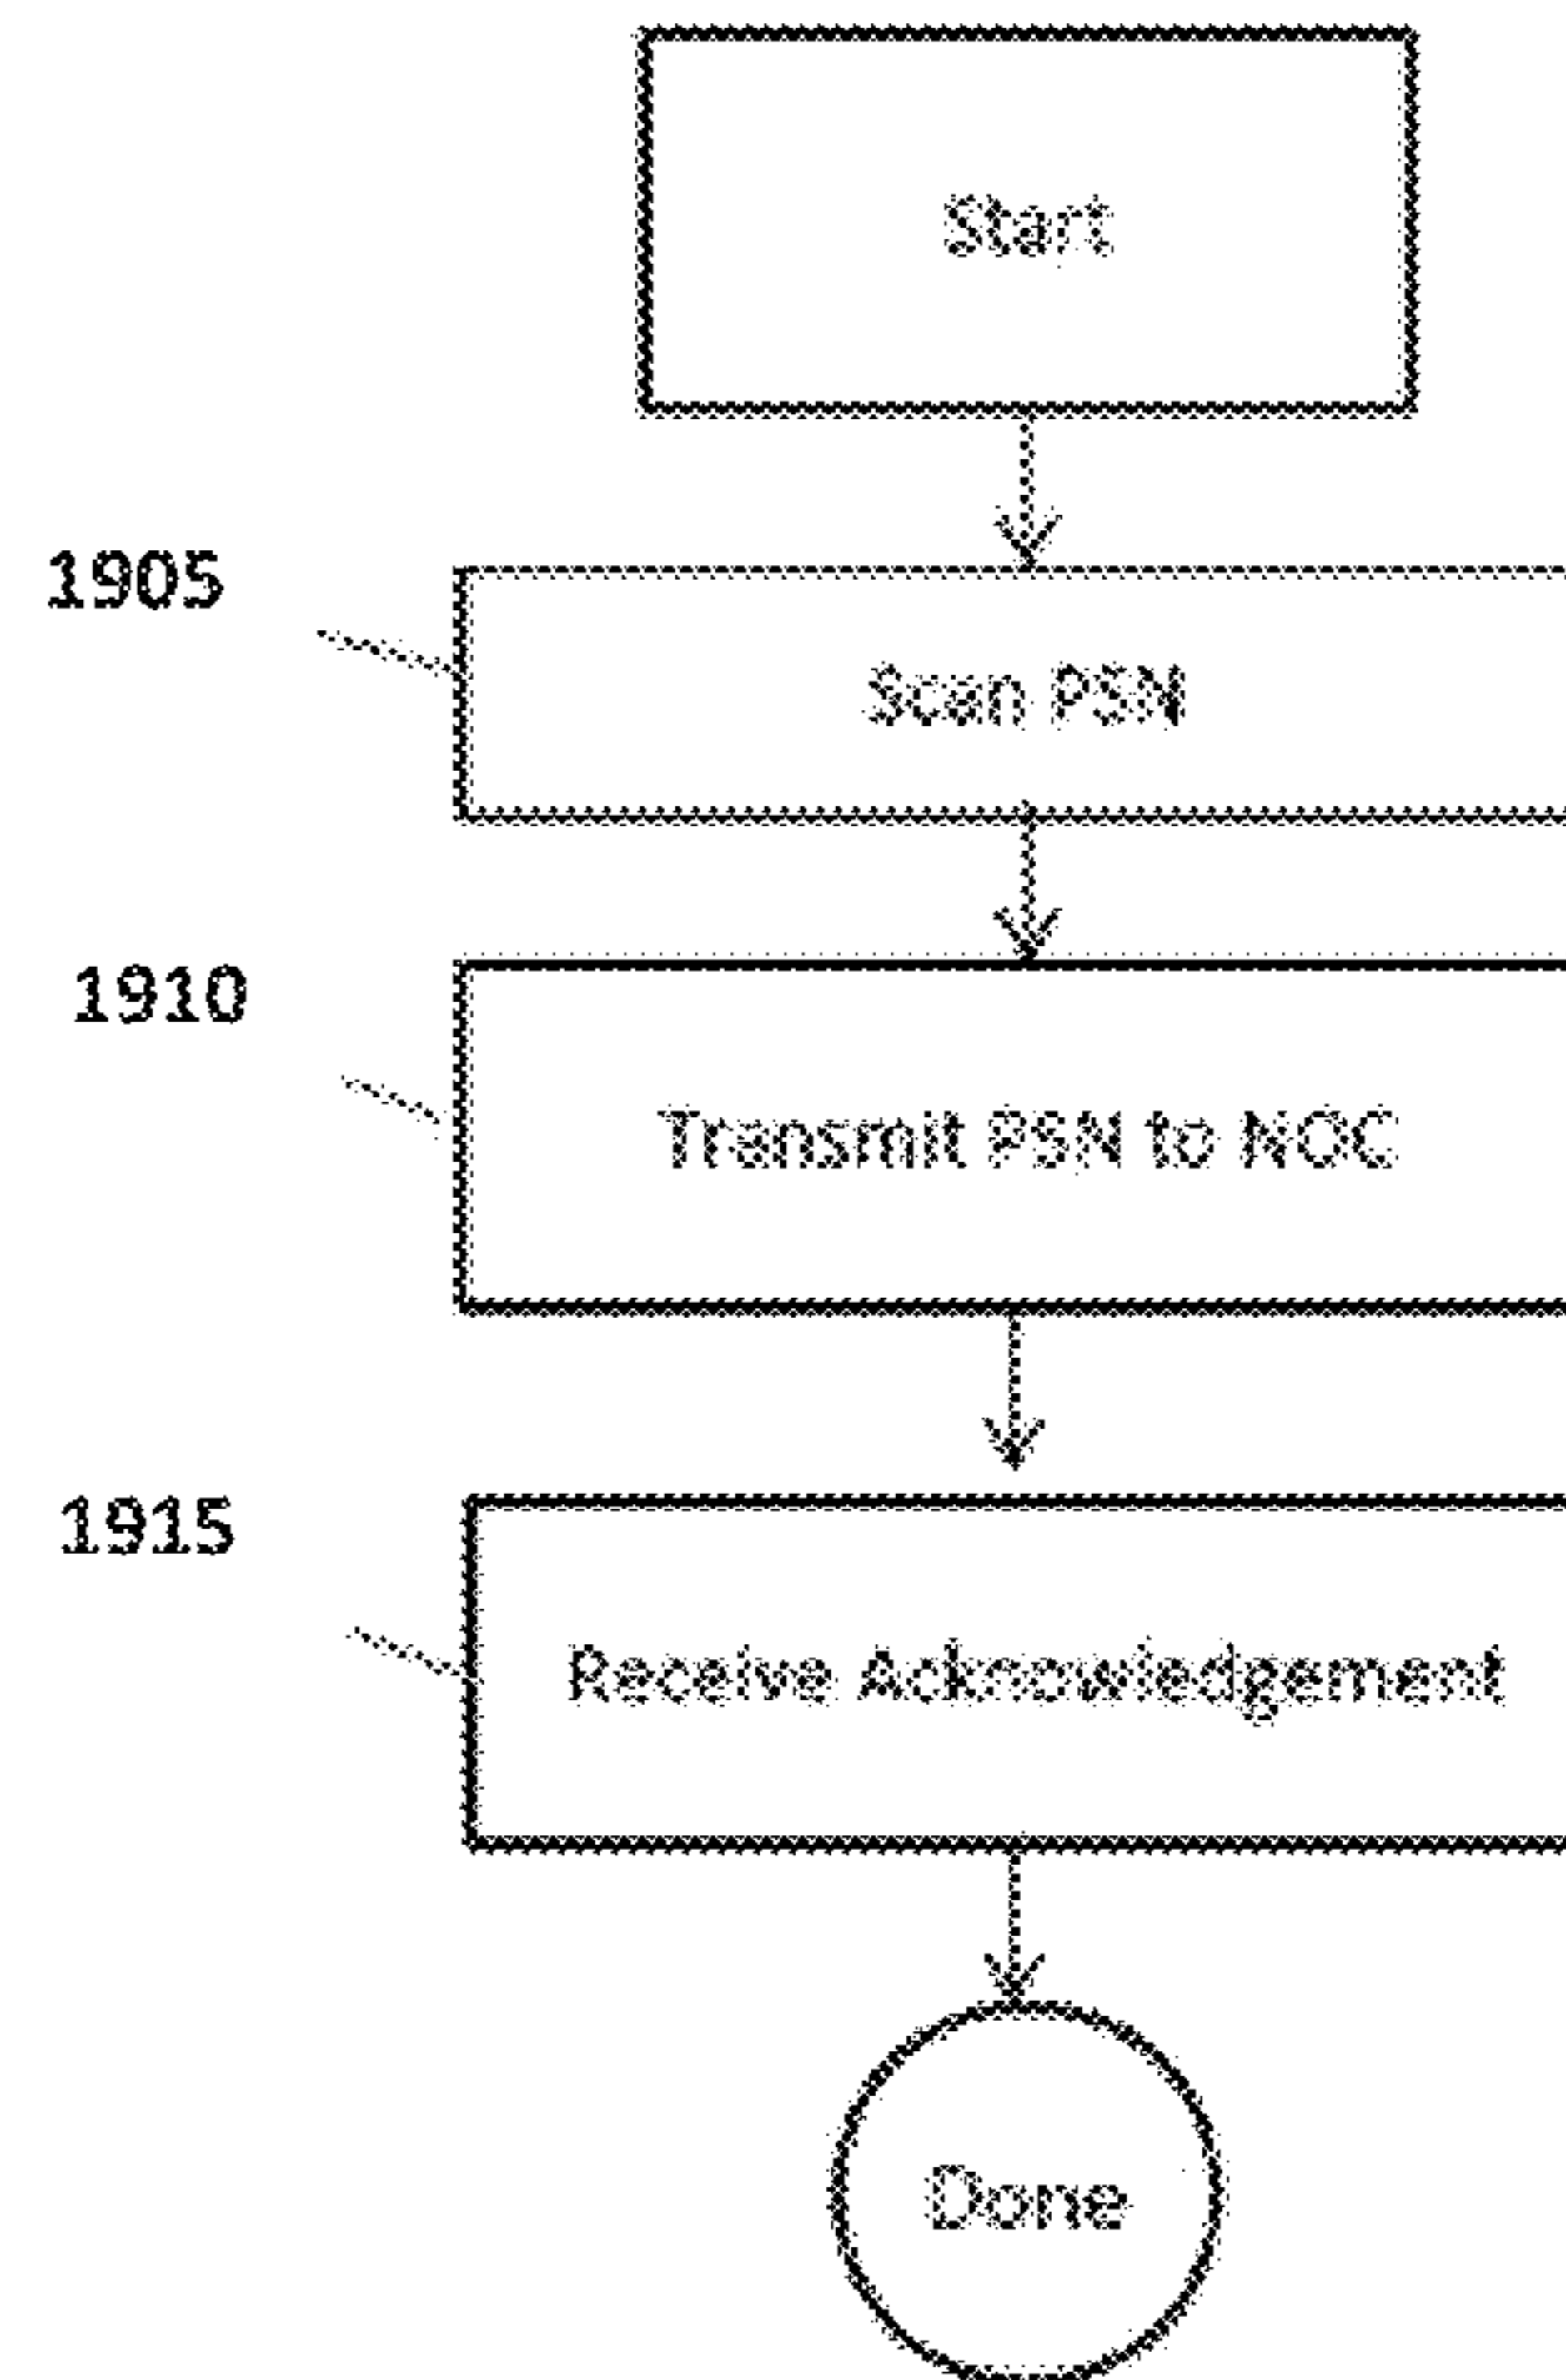 Start
1905
Scan PSN
1910
Transmit PSN to NOC
1915
Receive Acknowledgement
Done